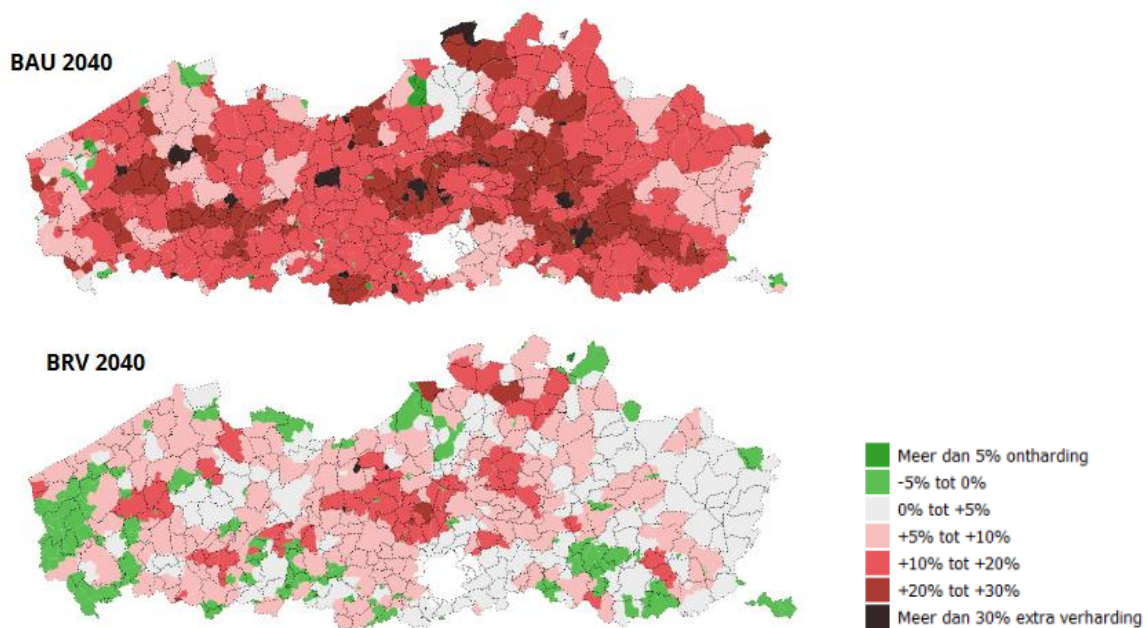 BAU 2040
BRV 2040
Meer dan 5% ontharding
-5% tot 0%
0% tot +5%
+5% tot +10%
+10% tot +20%
+20% tot +30%
Meer dan 30% extra verharding